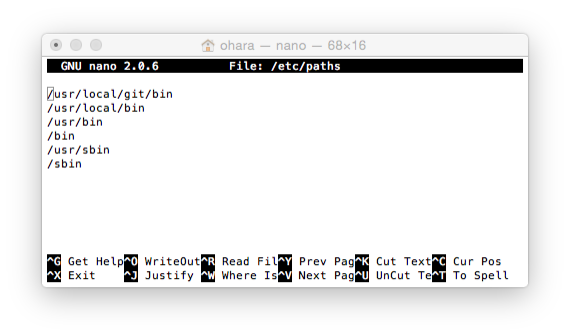 ohara — nano — 68×16
GNU nano 2.0.6 File: /etc/paths
/usr/local/git/bin
/usr/local/bin
/usr/bin
/bin
/usr/sbin
/sbin
^G Get Help^O WriteOut^R Read Fil^Y Prev Pag^K Cut Text^C Cur Pos
^X Exit ^J Justify ^W Where Is^V Next Pag^U UnCut Te^T To Spell